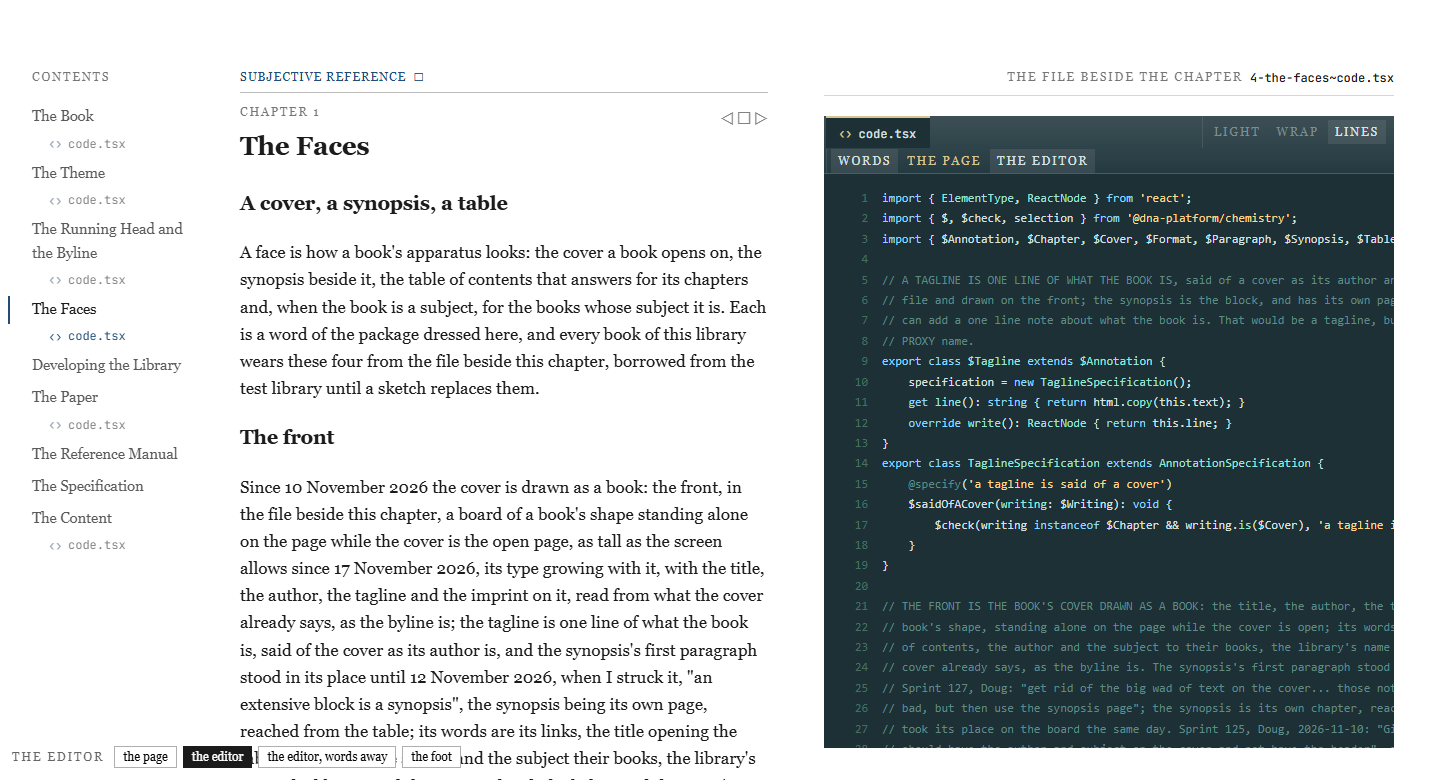 CONTENTS
The Book
<> code.tsx
The Theme
<> code.tsx
The Running Head and
the Byline
<> code.tsx
The Faces
<> code.tsx
Developing the Library
The Paper
<> code.tsx
The Reference Manual
The Specification
The Content
<> code.tsx
SUBJECTIVE REFERENCE
CHAPTER 1
The Faces
A cover, a synopsis, a table
A face is how a book's apparatus looks: the cover a book opens on, the
synopsis beside it, the table of contents that answers for its chapters
and, when the book is a subject, for the books whose subject it is. Each
is a word of the package dressed here, and every book of this library
wears these four from the file beside this chapter, borrowed from the
test library until a sketch replaces them.
The front
Since 10 November 2026 the cover is drawn as a book: the front, in
the file beside this chapter, a board of a book's shape standing alone
on the page while the cover is the open page, as tall as the screen
allows since 17 November 2026, its type growing with it, with the title,
the author, the tagline and the imprint on it, read from what the cover
already says, as the byline is; the tagline is one line of what the book
is, said of the cover as its author is, and the synopsis's first paragraph
stood in its place until 12 November 2026, when I struck it, "an
extensive block is a synopsis", the synopsis being its own page,
reached from the table; its words are its links, the title opening the
and the subject their books, the library's
THE EDITOR the page the editor the editor, words away the foot
THE FILE BESIDE THE CHAPTER 4-the-faces~code.tsx
<> code.tsx LIGHT WRAP LINES
WORDS THE PAGE THE EDITOR
1 import { ElementType, ReactNode } from 'react';
2 import { $, $check, selection } from '@dna-platform/chemistry';
3 import { $Annotation, $Chapter, $Cover, $Format, $Paragraph, $Synopsis, $Table
4
5 // A TAGLINE IS ONE LINE OF WHAT THE BOOK IS, said of a cover as its author
6 // file and drawn on the front; the synopsis is the block, and has its own
7 // can add a one line note about what the book is. That would be a tagline,
8 // PROXY name.
9 export class $Tagline extends $Annotation {
10 specification = new TaglineSpecification();
11 get line(): string { return html.copy(this.text); }
12 override write(): ReactNode { return this.line; }
13 }
14 export class TaglineSpecification extends AnnotationSpecification {
15 @specify('a tagline is said of a cover')
16 $saidOfACover(writing: $Writing): void {
17 $check(writing instanceof $Chapter && writing.is($Cover), 'a tagline
18 }
19 }
20
21 // THE FRONT IS THE BOOK'S COVER DRAWN AS A BOOK: the title, the author, the
22 // book's shape, standing alone on the page while the cover is open; its words
23 // of contents, the author and the subject to their books, the library's name
24 // cover already says, as the byline is. The synopsis's first paragraph stood
25 // Sprint 127, Doug: "get rid of the big wad of text on the cover... those not
26 // bad, but then use the synopsis page"; the synopsis is its own chapter,
27 // took its place on the board the same day. Sprint 125, Doug, 2026-11-10: